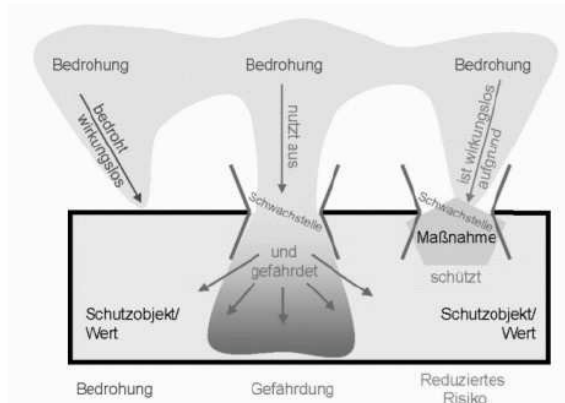 Bedrohung
Bedrohung
Bedrohung
bedroht
wirkungslos
nutzt aus
ist wirkungslos
aufgrund
Schwachstelle
Schwachstelle
Maßnahme
und
gefährdet
schützt
Schutzobjekt/
Wert
Schutzobjekt/
Wert
Bedrohung
Gefährdung
Reduziertes
Risiko